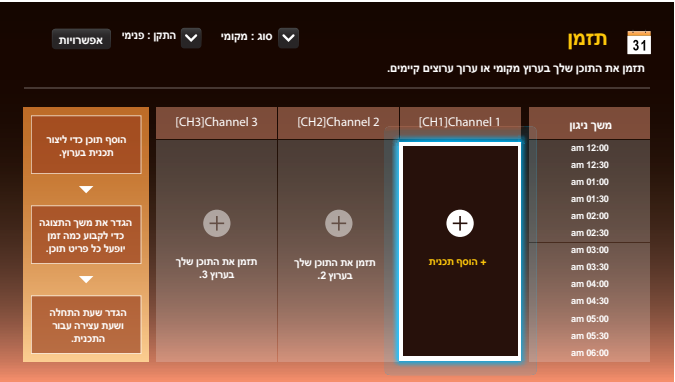 תזמן
31
סוג : מקומי
התקן : פנימי
אפשרויות
תזמן את התוכן שלך בערוץ מקומי או ערוך ערוצים קיימים.
משך ניגון
[CH1]Channel 1
[CH2]Channel 2
[CH3]Channel 3
am 12:00
am 12:30
am 01:00
am 01:30
am 02:00
am 02:30
am 03:00
am 03:30
am 04:00
am 04:30
am 05:00
am 05:30
am 06:00
+ הוסף תכנית
תזמן את התוכן שלך
בערוץ 2.
תזמן את התוכן שלך
בערוץ 3.
הוסף תוכן כדי ליצור
תכנית בערוץ.
הגדר את משך התצוגה
כדי לקבוע כמה זמן
יופעל כל פריט תוכן.
הגדר שעת התחלה
ושעת עצירה עבור
התכנית.